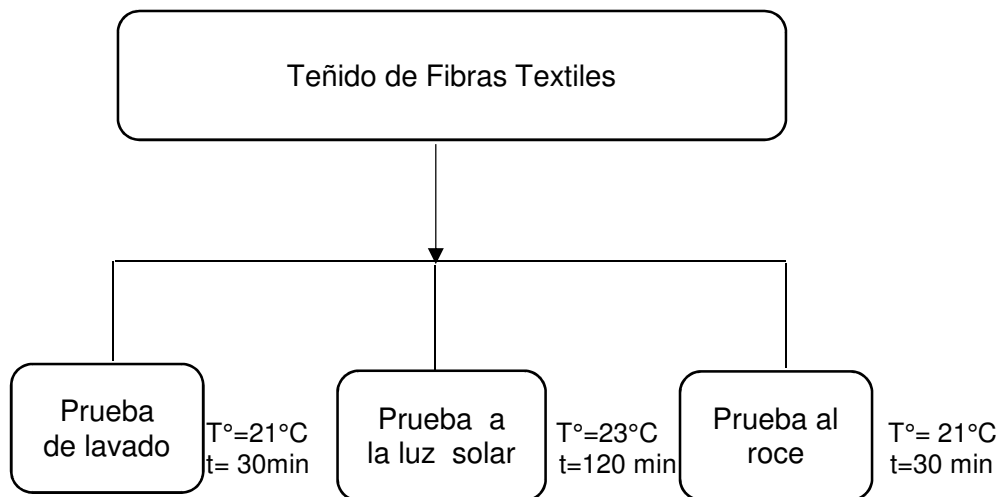 Teñido de Fibras Textiles
Prueba
de lavado
T°=21°C
t= 30min
Prueba a
la luz solar
T°=23°C
t=120 min
Prueba al
roce
T°= 21°C
t=30 min